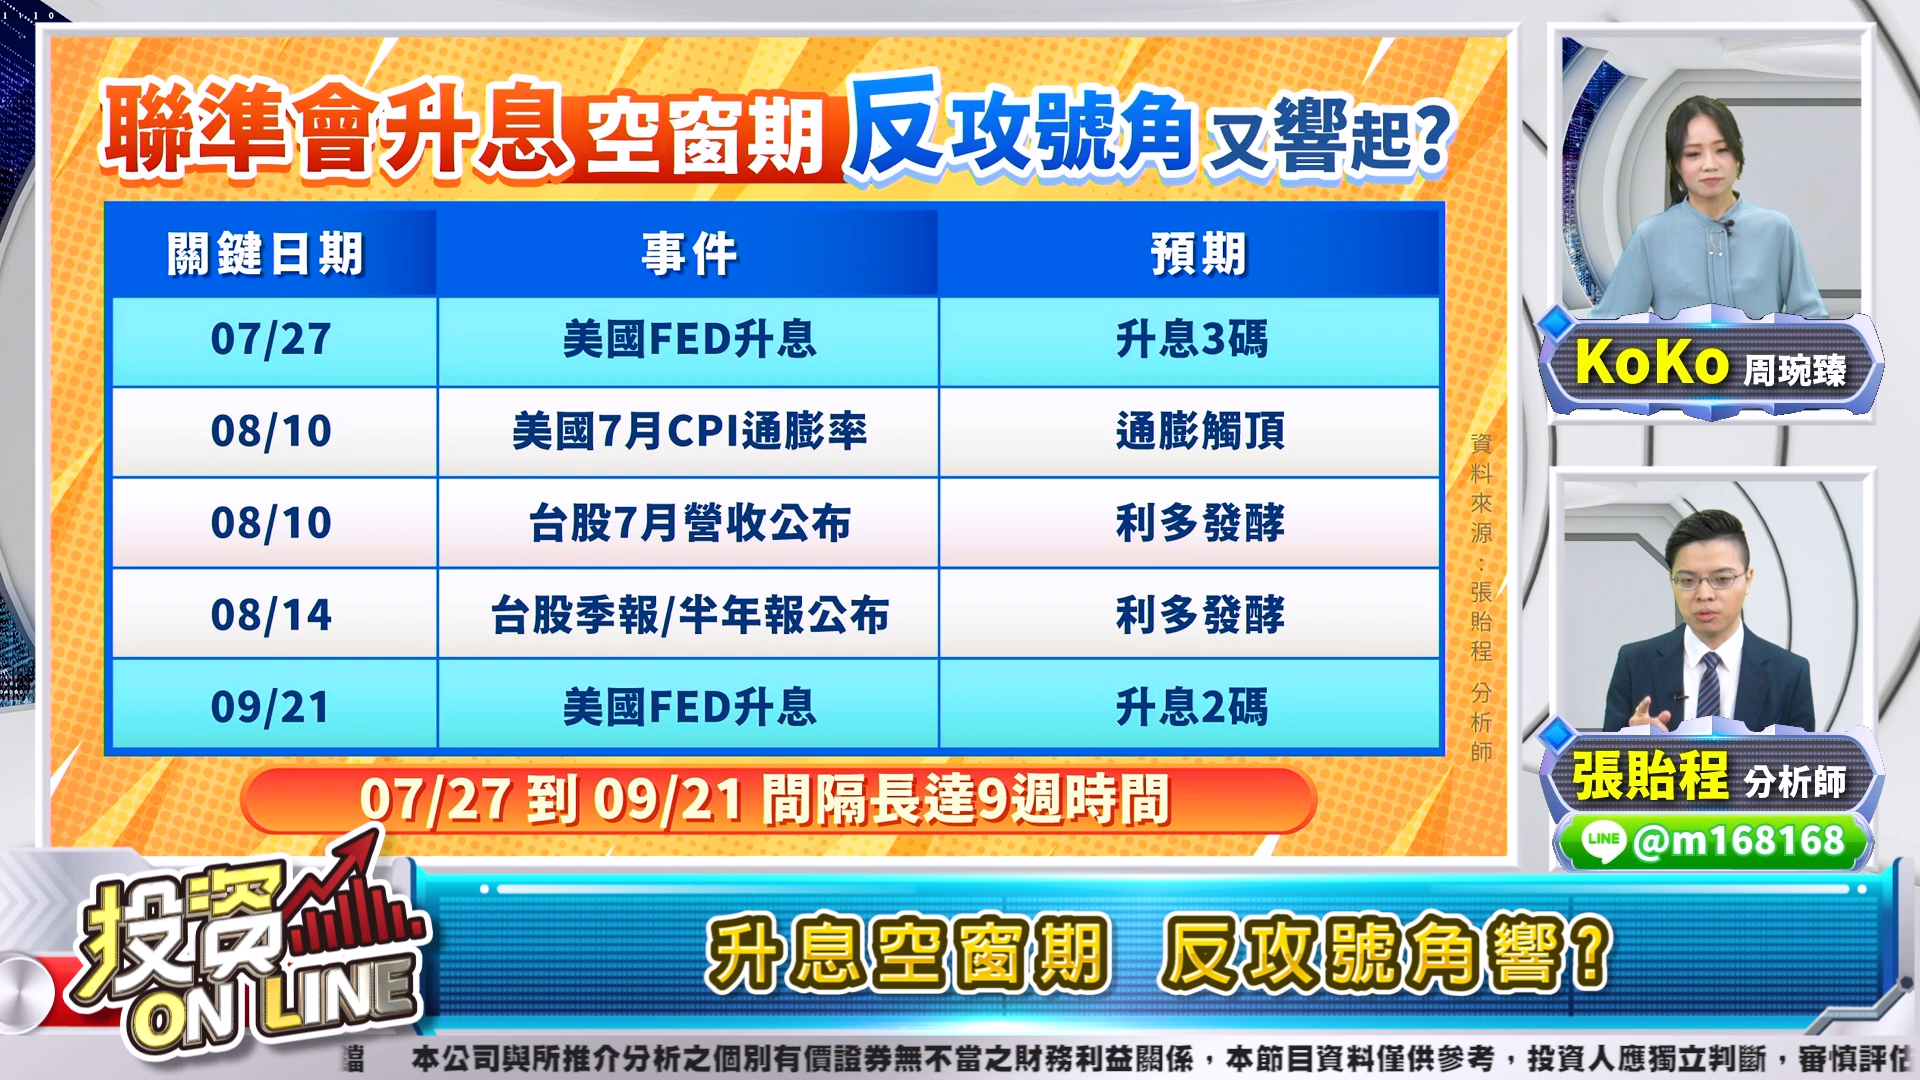 聯準會升息空窗期 反攻號角又響起?
關鍵日期 事件 預期
07/27 美國FED升息 升息3碼
08/10 美國7月CPI通膨率 通膨觸頂
08/10 台股7月營收公布 利多發酵
08/14 台股季報/半年報公布 利多發酵
09/21 美國FED升息 升息2碼
07/27 到 09/21 間隔長達9週時間
資料來源：張貽程 分析師
KoKo 周琬臻
張貽程 分析師
LINE @m168168
投資 ON LINE
升息空窗期 反攻號角響?
本公司與所推介分析之個別有價證券無不當之財務利益關係，本節目資料僅供參考，投資人應獨立判斷，審慎評估